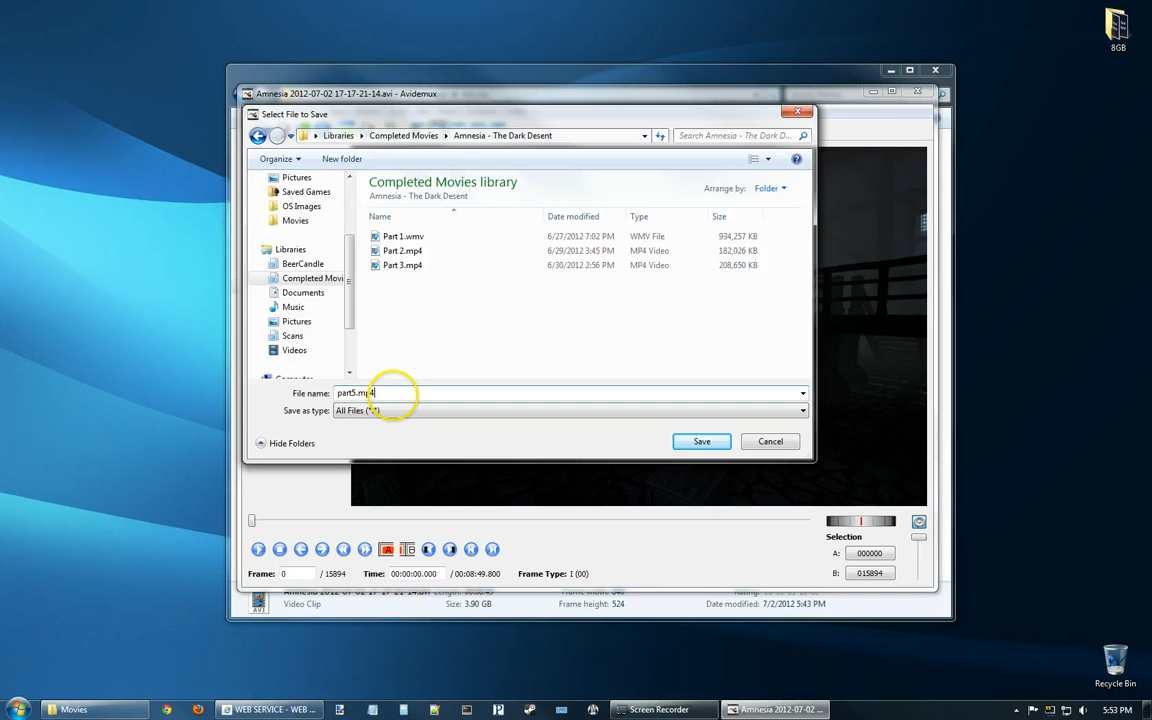 8GB
Amnesia 2012-07-02 17-17-21-14.avi - Avidemux
Select File to Save
Libraries Completed Movies Amnesia - The Dark Desent
Search Amnesia - The Dark D...
Organize New folder
Pictures
Saved Games
OS Images
Movies
Libraries
BeerCandle
Completed Movi
Documents
Music
Pictures
Scans
Videos
Completed Movies library
Amnesia - The Dark Desent
Arrange by: Folder
Name Date modified Type Size
Part 1.wmv 6/27/2012 7:02 PM WMV File 934,257 KB
Part 2.mp4 6/29/2012 3:45 PM MP4 Video 182,026 KB
Part 3.mp4 6/30/2012 2:56 PM MP4 Video 208,650 KB
File name: part5.mp4
Save as type: All Files (*.*)
Hide Folders
Save Cancel
Selection
A: 000000
B: 015894
Frame: 0 / 15894 Time: 00:00:00.000 / 00:08:49.800 Frame Type: I (00)
Video Clip Size: 3.90 GB Frame height: 524 Date modified: 7/2/2012 5:43 PM
Recycle Bin
Movies
WEB SERVICE - WEB ...
Screen Recorder
Amnesia 2012-07-02 ...
5:53 PM